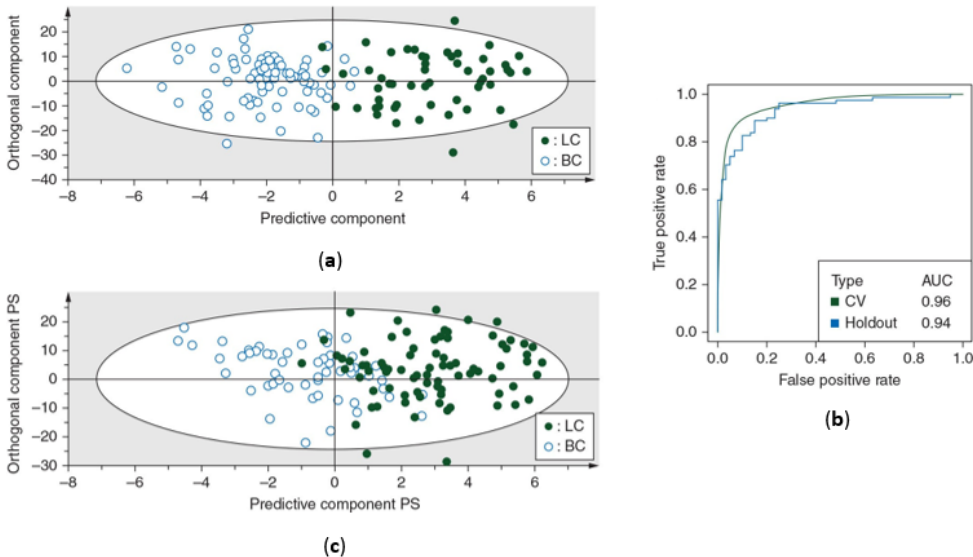 Orthogonal component
20
10
0
−10
−20
−30
−40
−8
−6
−4
−2
0
2
4
6
: LC
: BC
Predictive component
(a)
True positive rate
1.0
0.8
0.6
0.4
0.2
0.0
Type AUC
CV 0.96
Holdout 0.94
0.0
0.2
0.4
0.6
0.8
1.0
False positive rate
(b)
Orthogonal component PS
30
20
10
0
−10
−20
−30
−8
−6
−4
−2
0
2
4
6
: LC
: BC
Predictive component PS
(c)